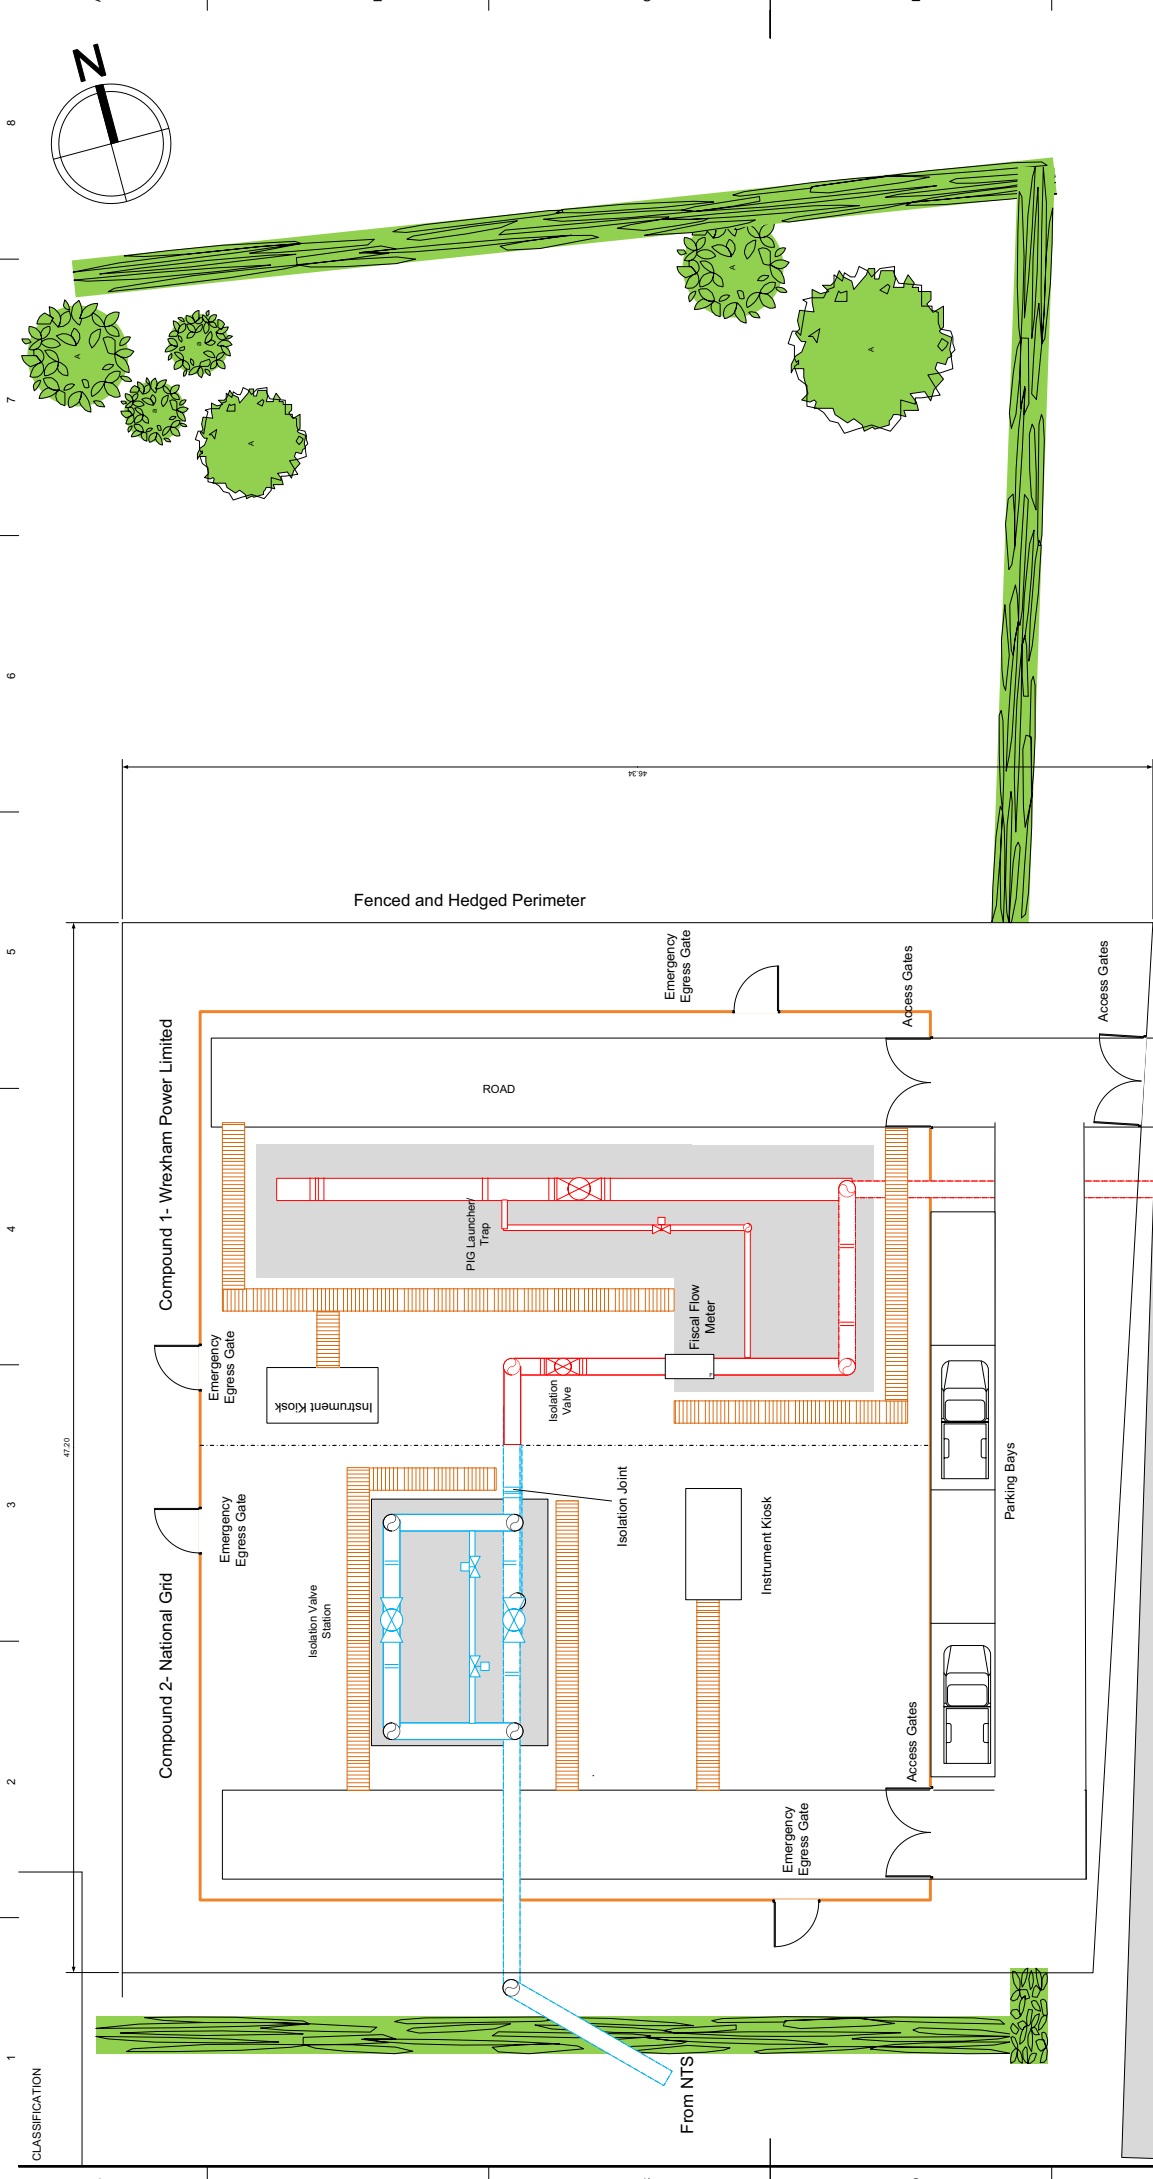 N
8
7
6
5
4
3
2
1
A
B
B
A
A
A
46.34
47.20
Fenced and Hedged Perimeter
Emergency
Egress Gate
Access Gates
Access Gates
Compound 1- Wrexham Power Limited
ROAD
PIG Launcher/
Trap
Fiscal Flow
Meter
Emergency
Egress Gate
Instrument Kiosk
Isolation
Valve
Parking Bays
Emergency
Egress Gate
Isolation Joint
Instrument Kiosk
Compound 2- National Grid
Isolation Valve
Station
Access Gates
Emergency
Egress Gate
From NTS
CLASSIFICATION